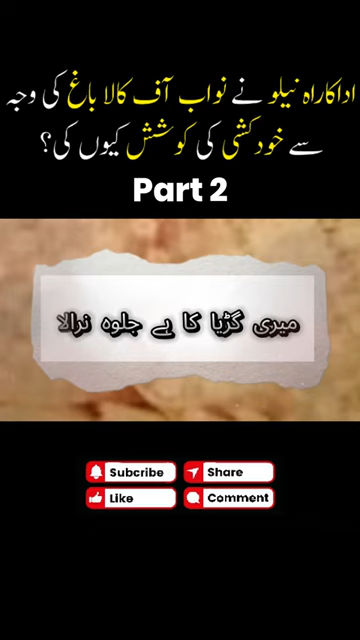 اداکاراہ نیلو نے نواب آف کالا باغ کی وجہ
سے خودکشی کی کوشش کیوں کی؟
Part 2
میری گڑیا کا ہے جلوہ نرالا
Subcribe
Share
Like
Comment